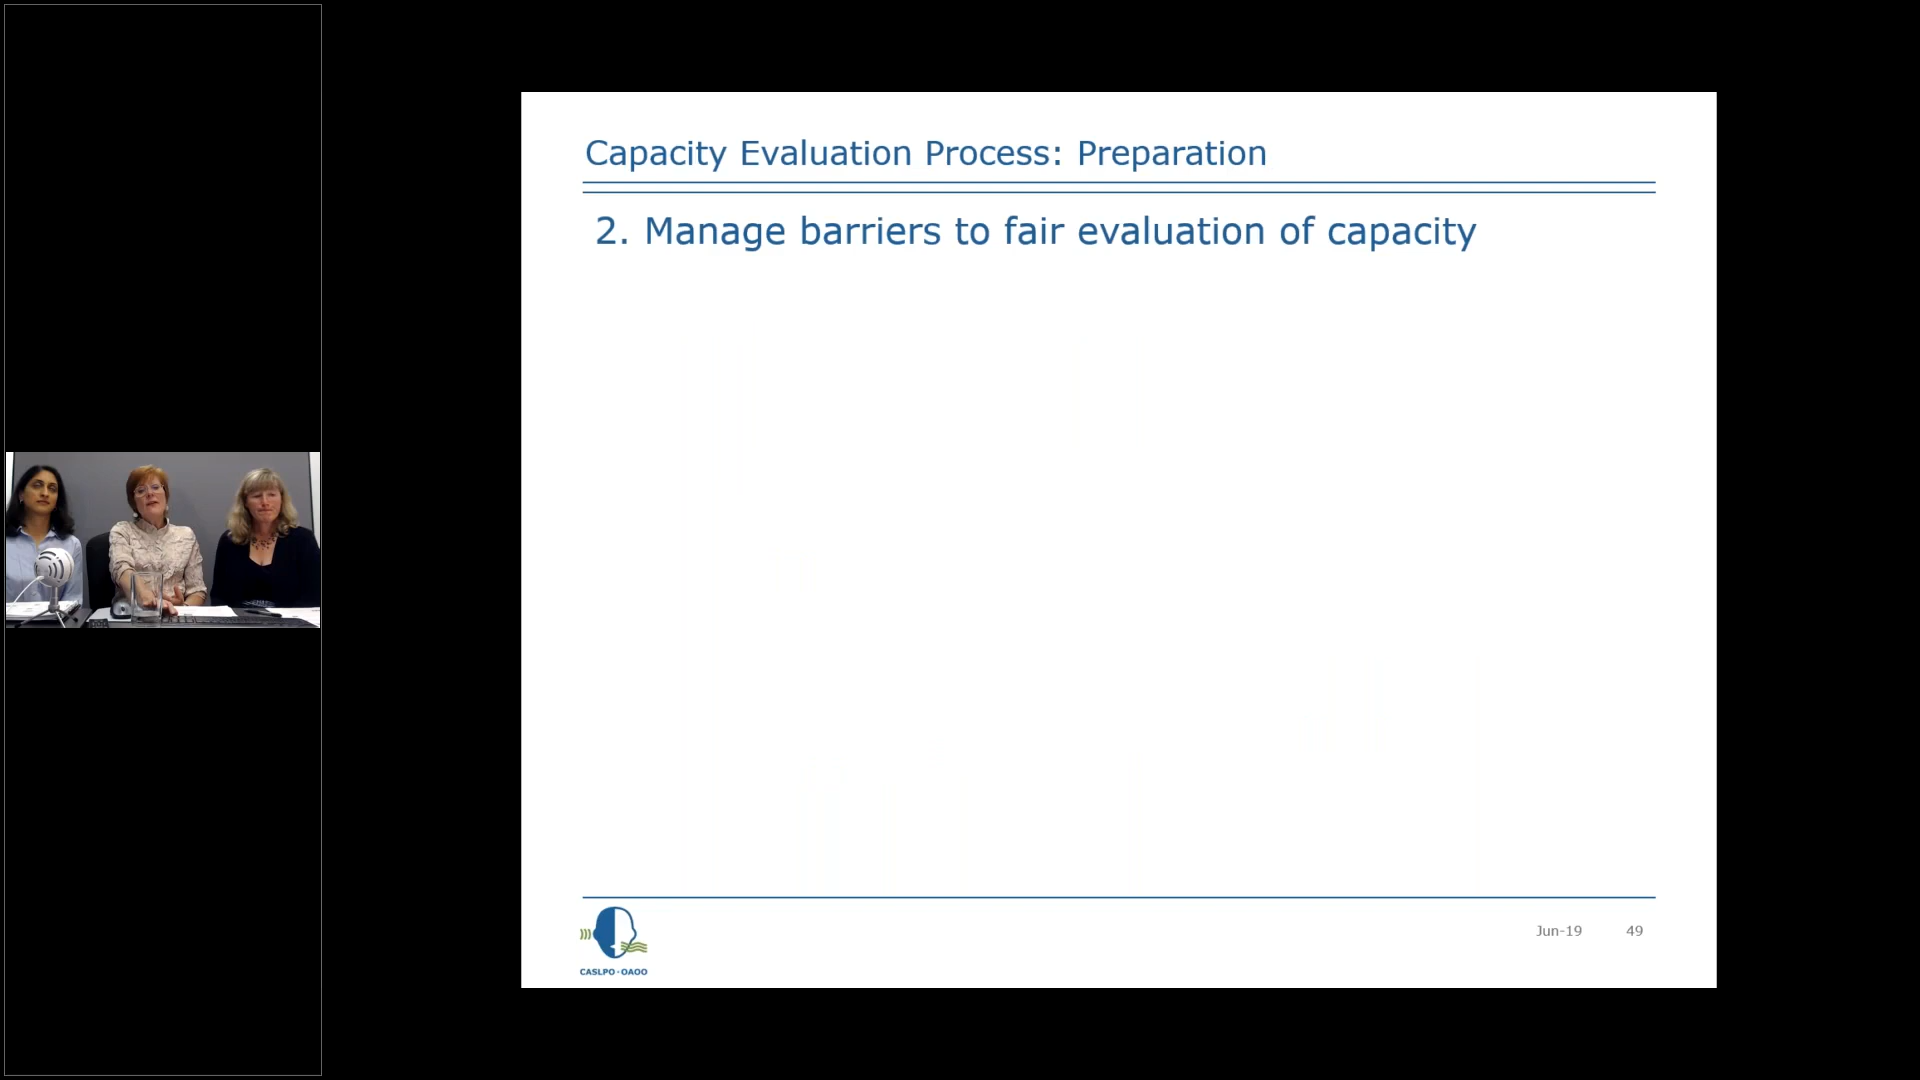 Capacity Evaluation Process: Preparation
2. Manage barriers to fair evaluation of capacity
CASLPO·OAOO
Jun-19 49